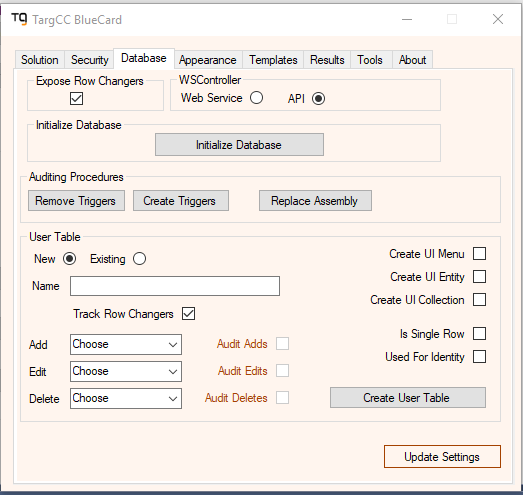 TG TargCC BlueCard
Solution Security Database Appearance Templates Results Tools About
Expose Row Changers
WSController
Web Service API
Initialize Database
Initialize Database
Auditing Procedures
Remove Triggers Create Triggers Replace Assembly
User Table
New Existing
Create UI Menu
Create UI Entity
Name
Create UI Collection
Track Row Changers
Is Single Row
Add Choose Audit Adds
Used For Identity
Edit Choose Audit Edits
Delete Choose Audit Deletes
Create User Table
Update Settings